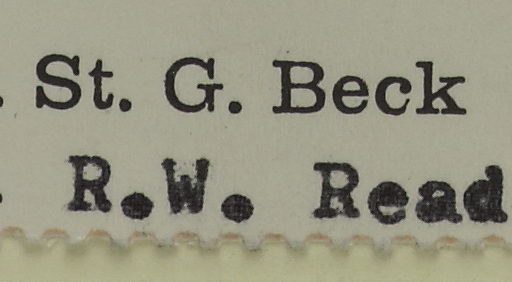 . St. G. Beck
. R.W. Read